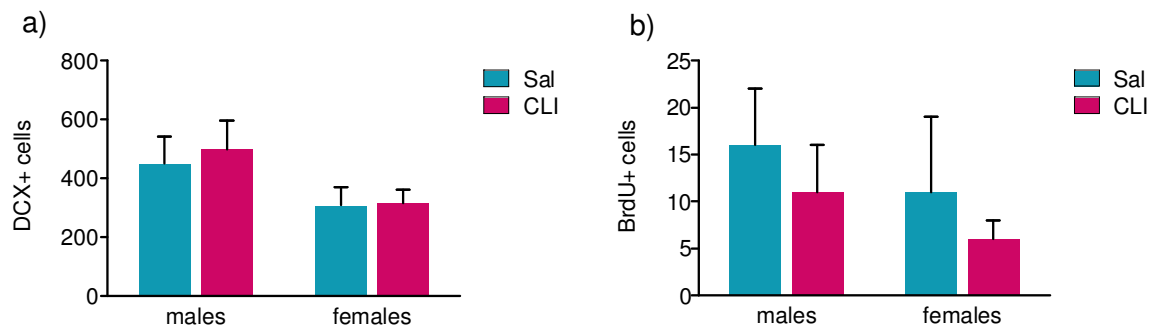 a)
DCX+ cells
800
600
400
200
0
males females
Sal
CLI
b)
BrdU+ cells
25
20
15
10
5
0
males females
Sal
CLI